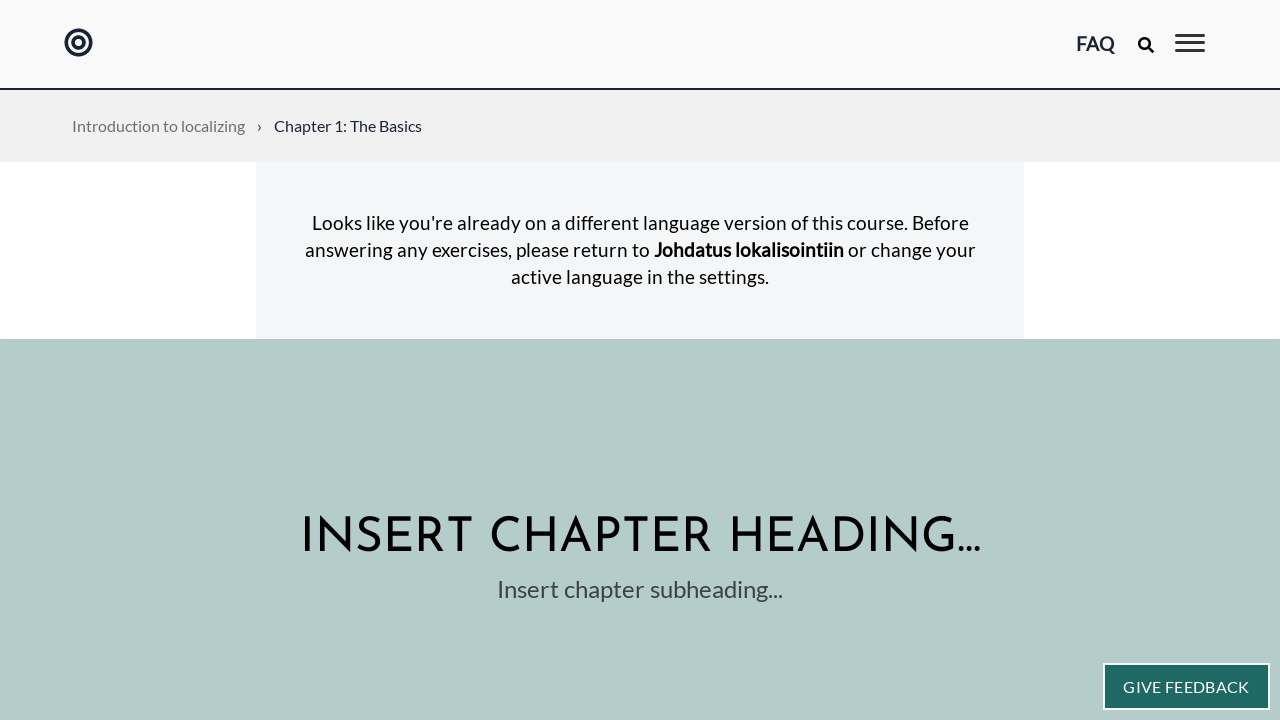 FAQ
Introduction to localizing › Chapter 1: The Basics
Looks like you're already on a different language version of this course. Before
answering any exercises, please return to Johdatus lokalisointiin or change your
active language in the settings.
INSERT CHAPTER HEADING...
Insert chapter subheading...
GIVE FEEDBACK